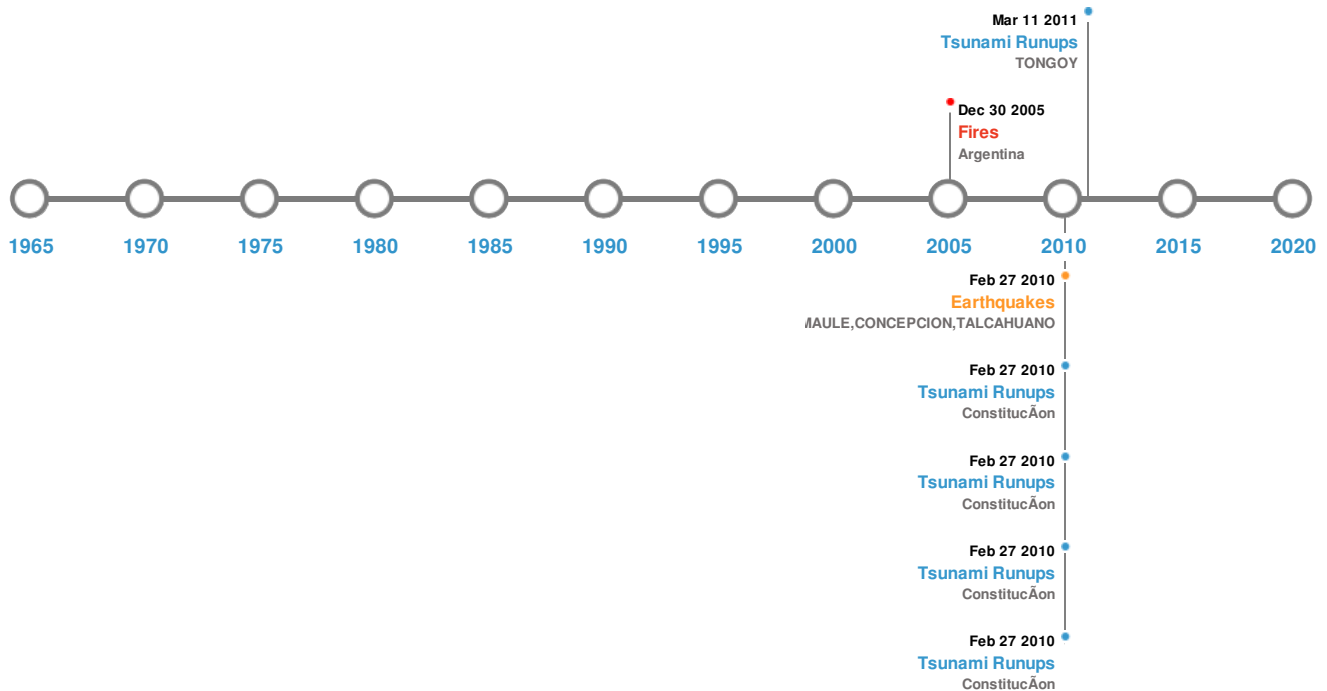 Mar 11 2011
Tsunami Runups
TONGOY
Dec 30 2005
Fires
Argentina
1965 1970 1975 1980 1985 1990 1995 2000 2005 2010 2015 2020
Feb 27 2010
Earthquakes
MAULE,CONCEPCION,TALCAHUANO
Feb 27 2010
Tsunami Runups
ConstitucÃon
Feb 27 2010
Tsunami Runups
ConstitucÃon
Feb 27 2010
Tsunami Runups
ConstitucÃon
Feb 27 2010
Tsunami Runups
ConstitucÃon